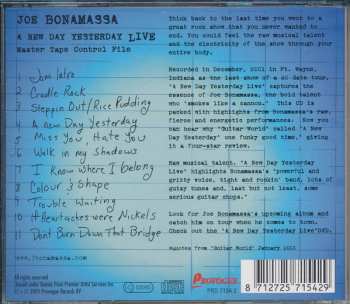 JOE BONAMASSA
A NEW DAY YESTERDAY LIVE
Master Tape Control File
1 Jam Intro
2 Cradle Rock
3 Steppin Out/Rice Pudding
4 A new Day Yesterday
5 Miss You, Hate You
6 Walk in my Shadows
7 I Know Where I belong
8 Colour & Shape
9 Trouble Waiting
10 If Heartaches were Nickels
11 Dont Burn Down That Bridge
www.jbonamassa.com
Think back to the last time you went to a
great rock show that you never wanted to
end. You could feel the raw musical talent
and the electricity of the show through your
entire body.
Recorded in December, 2001 in Ft. Wayne,
Indiana as the last show of a 60 date tour,
'A New Day Yesterday Live' captures the
essence of Joe Bonamassa, the bold talent
who 'smokes like a cannon.' This CD is
packed with highlights from Bonamassa's raw,
fierce and energetic performances. Now you
can hear why 'Guitar World' called 'A New
Day Yesterday' 'one funky good time,' giving
it a four-star review.
Raw musical talent. 'A New Day Yesterday
Live' highlights Bonamassa's 'powerful and
gritty voice, tight and rockin' band, lots of
gutsy tunes and, last but not least, some
serious guitar chops.'
Look for Joe Bonamassa's upcoming album and
catch him on tour when he comes to town.
Check out the 'A New Day Yesterday Live' DVD.
*quotes from 'Guitar World' January 2002
PROVOGUE
PRD 7154 2
8 712725 715429